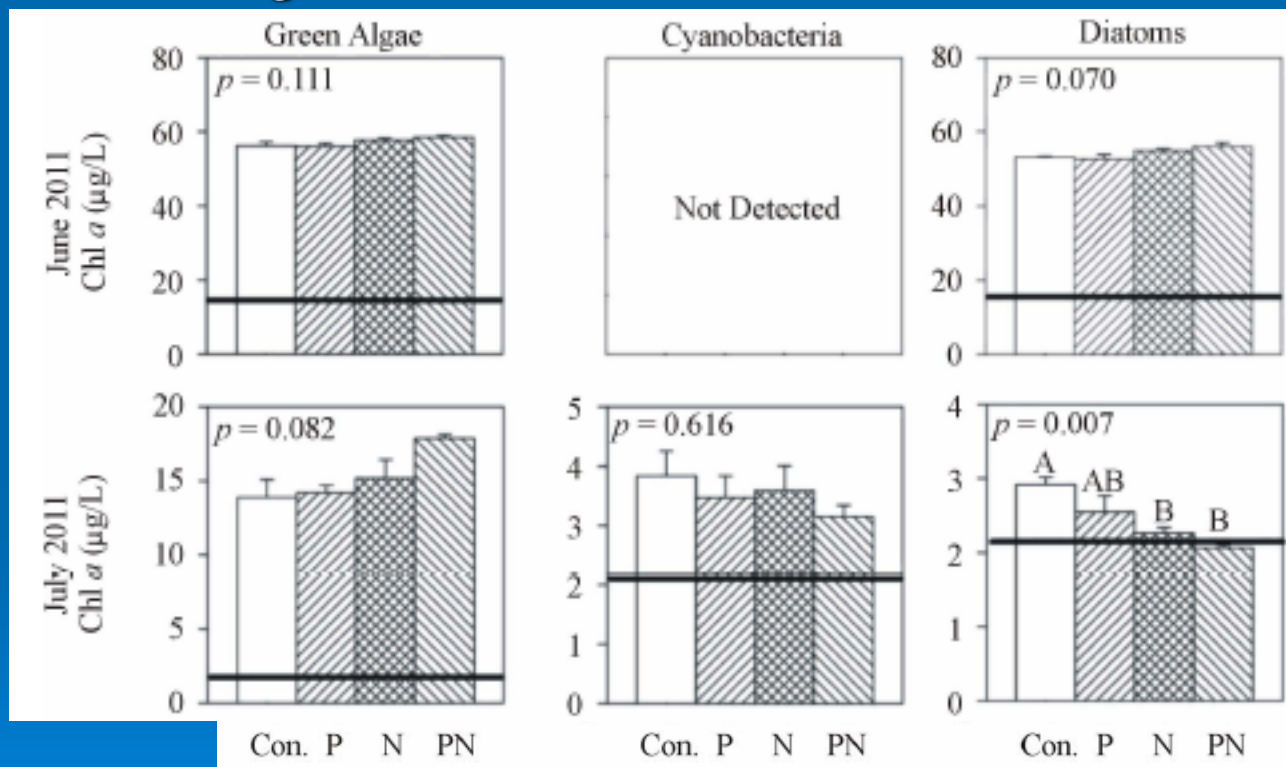 Green Algae
Cyanobacteria
Diatoms
June 2011
Chl a (µg/L)
80
60
40
20
0
p = 0.111
Not Detected
80
60
40
20
0
p = 0.070
July 2011
Chl a (µg/L)
20
15
10
5
0
p = 0.082
5
4
3
2
1
0
p = 0.616
4
3
2
1
0
p = 0.007
A
AB
B
B
Con. P N PN
Con. P N PN
Con. P N PN